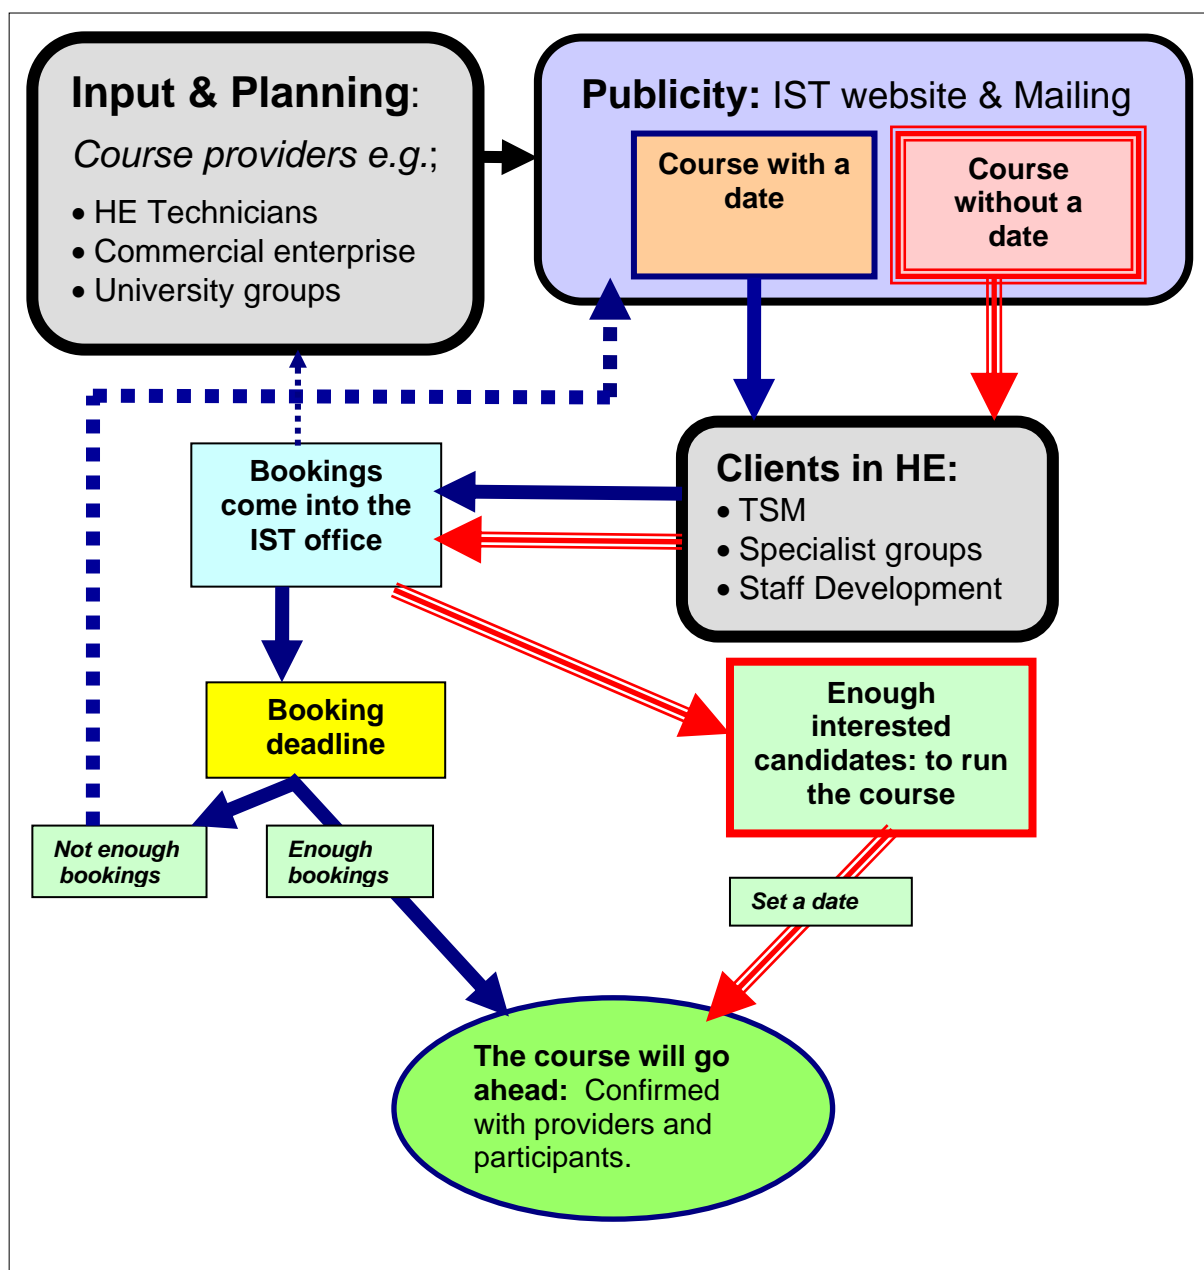 Input & Planning:
Course providers e.g.;
• HE Technicians
• Commercial enterprise
• University groups
Publicity: IST website & Mailing
Course with a
date
Course
without a
date
Clients in HE:
• TSM
• Specialist groups
• Staff Development
Bookings
come into the
IST office
Booking
deadline
Enough
interested
candidates: to run
the course
Not enough
bookings
Enough
bookings
Set a date
The course will go
ahead: Confirmed
with providers and
participants.